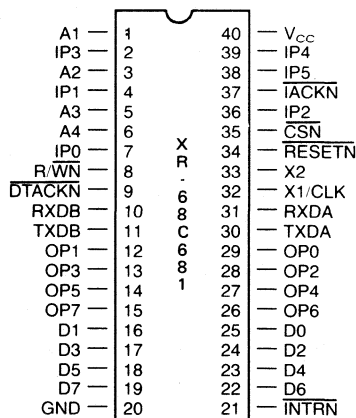 A1 1 40 VCC
IP3 2 39 IP4
A2 3 38 IP5
IP1 4 37 IACKN
A3 5 36 IP2
A4 6 35 CSN
IP0 7 34 RESETN
R/WN 8 33 X2
DTACKN 9 32 X1/CLK
RXDB 10 31 RXDA
TXDB 11 30 TXDA
OP1 12 29 OP0
OP3 13 28 OP2
OP5 14 27 OP4
OP7 15 26 OP6
D1 16 25 D0
D3 17 24 D2
D5 18 23 D4
D7 19 22 D6
GND 20 21 INTRN
XR-68C681